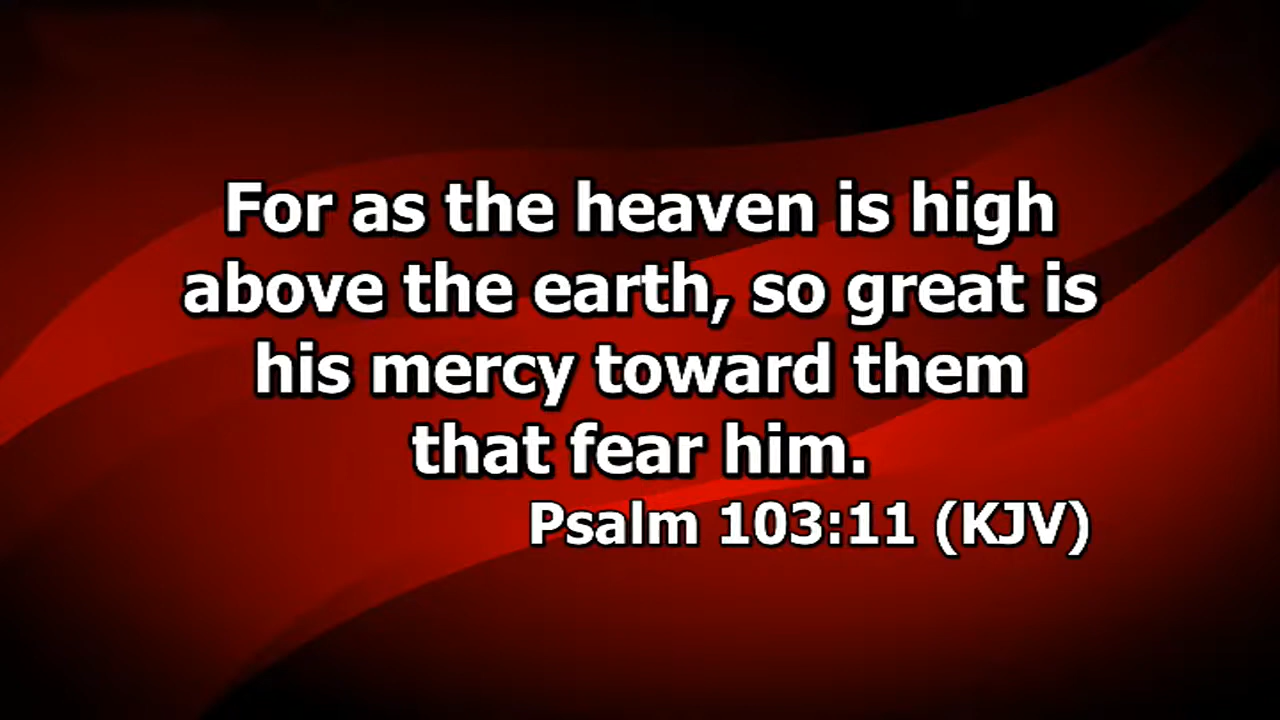 For as the heaven is high
above the earth, so great is
his mercy toward them
that fear him.
Psalm 103:11 (KJV)